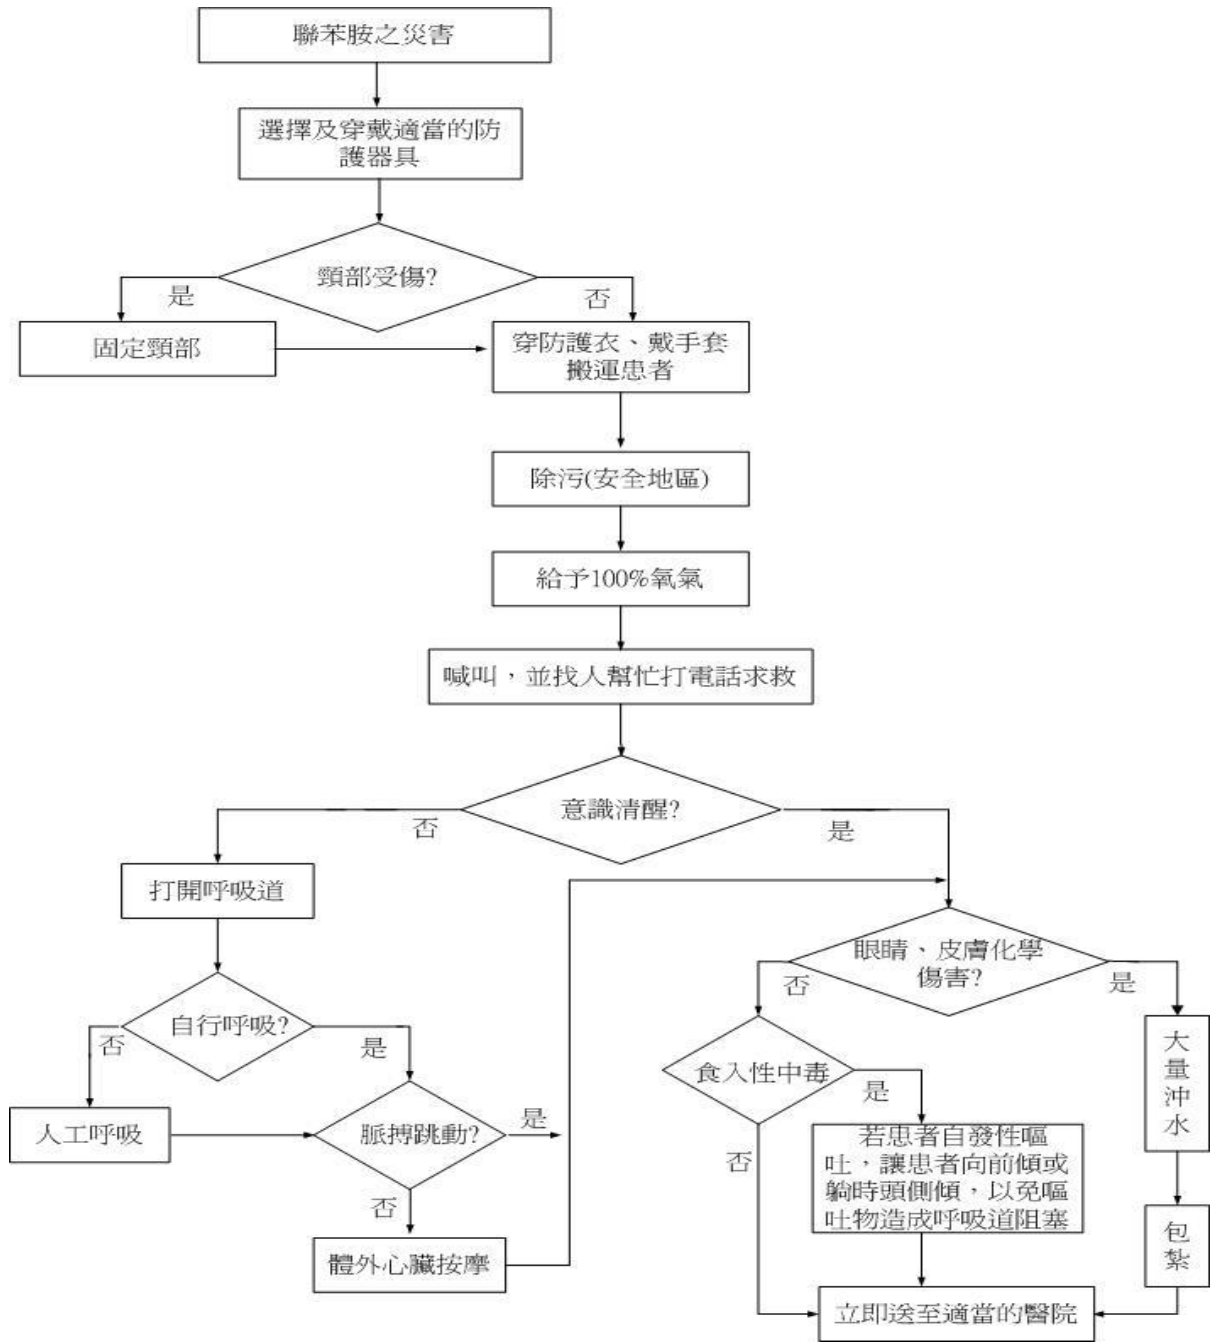 聯苯胺之災害
選擇及穿戴適當的防
護器具
頸部受傷?
是
否
固定頸部
穿防護衣、戴手套
搬運患者
除污(安全地區)
給予100%氧氣
喊叫，並找人幫忙打電話求救
意識清醒?
否
是
打開呼吸道
眼睛、皮膚化學
傷害?
否
是
自行呼吸?
否
是
大量沖水
食入性中毒
是
否
人工呼吸
脈搏跳動?
是
否
若患者自發性嘔
吐，讓患者向前傾或
躺時頭側傾，以免嘔
吐物造成呼吸道阻塞
包紮
體外心臟按摩
立即送至適當的醫院